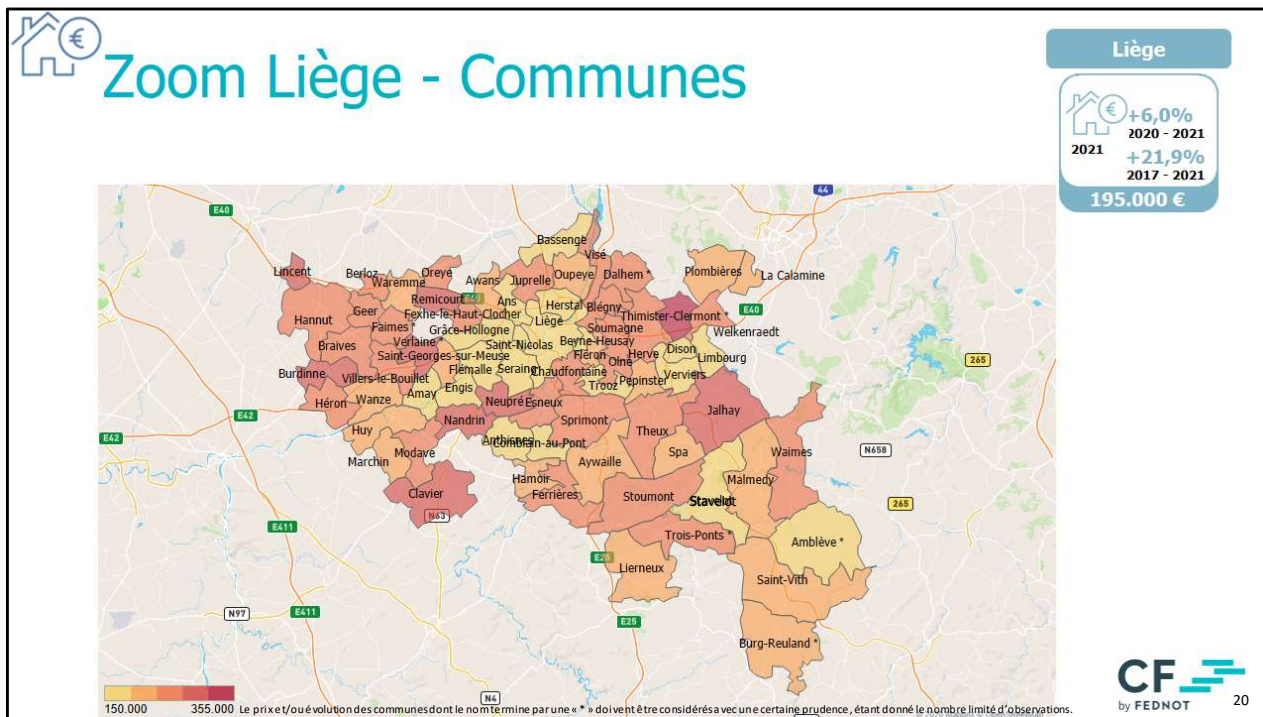 Zoom Liège - Communes
Liège
€
+6,0%
2020 - 2021
2021
+21,9%
2017 - 2021
195.000 €
44
E40
Bassenge
Visé
Lincent
Berloz
Oreye
Waremme
Awans
Juprelle
Oupeye
Dalhem *
Plombières
La Calamine
Remicourt
Ans
Herstal
Blégny
Hannut
Geer
Fexhe-le-Haut-Clocher
Thimister-Clermont *
E40
Faimes *
Grâce-Hollogne
Liège
Soumagne
Welkenraedt
Braives
Verlaine *
Saint-Nicolas
Beyne-Heusay
Dison
Saint-Georges-sur-Meuse
Fléron
Olne
Herve
Limbourg
265
Burdinne
Villers-le-Bouillet
Flémalle
Seraing
Chaudfontaine
Verviers
Héron
Wanze
Amay
Engis
Trooz
Pepinster
E42
Neupré
Esneux
Jalhay
Huy
Nandrin
Sprimont
Theux
E42
Anthisnes
Comblain-au-Pont
Spa
Waimes
N658
Marchin
Modave
Aywaille
Malmedy
Clavier
Hamoir
Ferrières
Stoumont
Stavelot
265
N63
Trois-Ponts *
Amblève *
E411
Lierneux
Saint-Vith
N97
E411
E25
Burg-Reuland *
N4
150.000
355.000
Le prix et/ou évolution des communes dont le nom termine par une « * » doivent être considérés avec une certaine prudence, étant donné le nombre limité d'observations.
CF
by FEDNOT
20